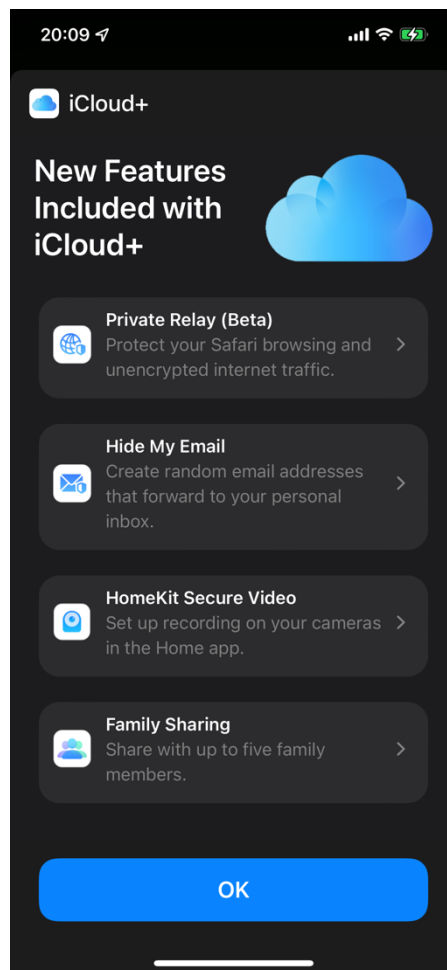 20:09
iCloud+
New Features
Included with
iCloud+
Private Relay (Beta)
Protect your Safari browsing and
unencrypted internet traffic.
Hide My Email
Create random email addresses
that forward to your personal
inbox.
HomeKit Secure Video
Set up recording on your cameras
in the Home app.
Family Sharing
Share with up to five family
members.
OK